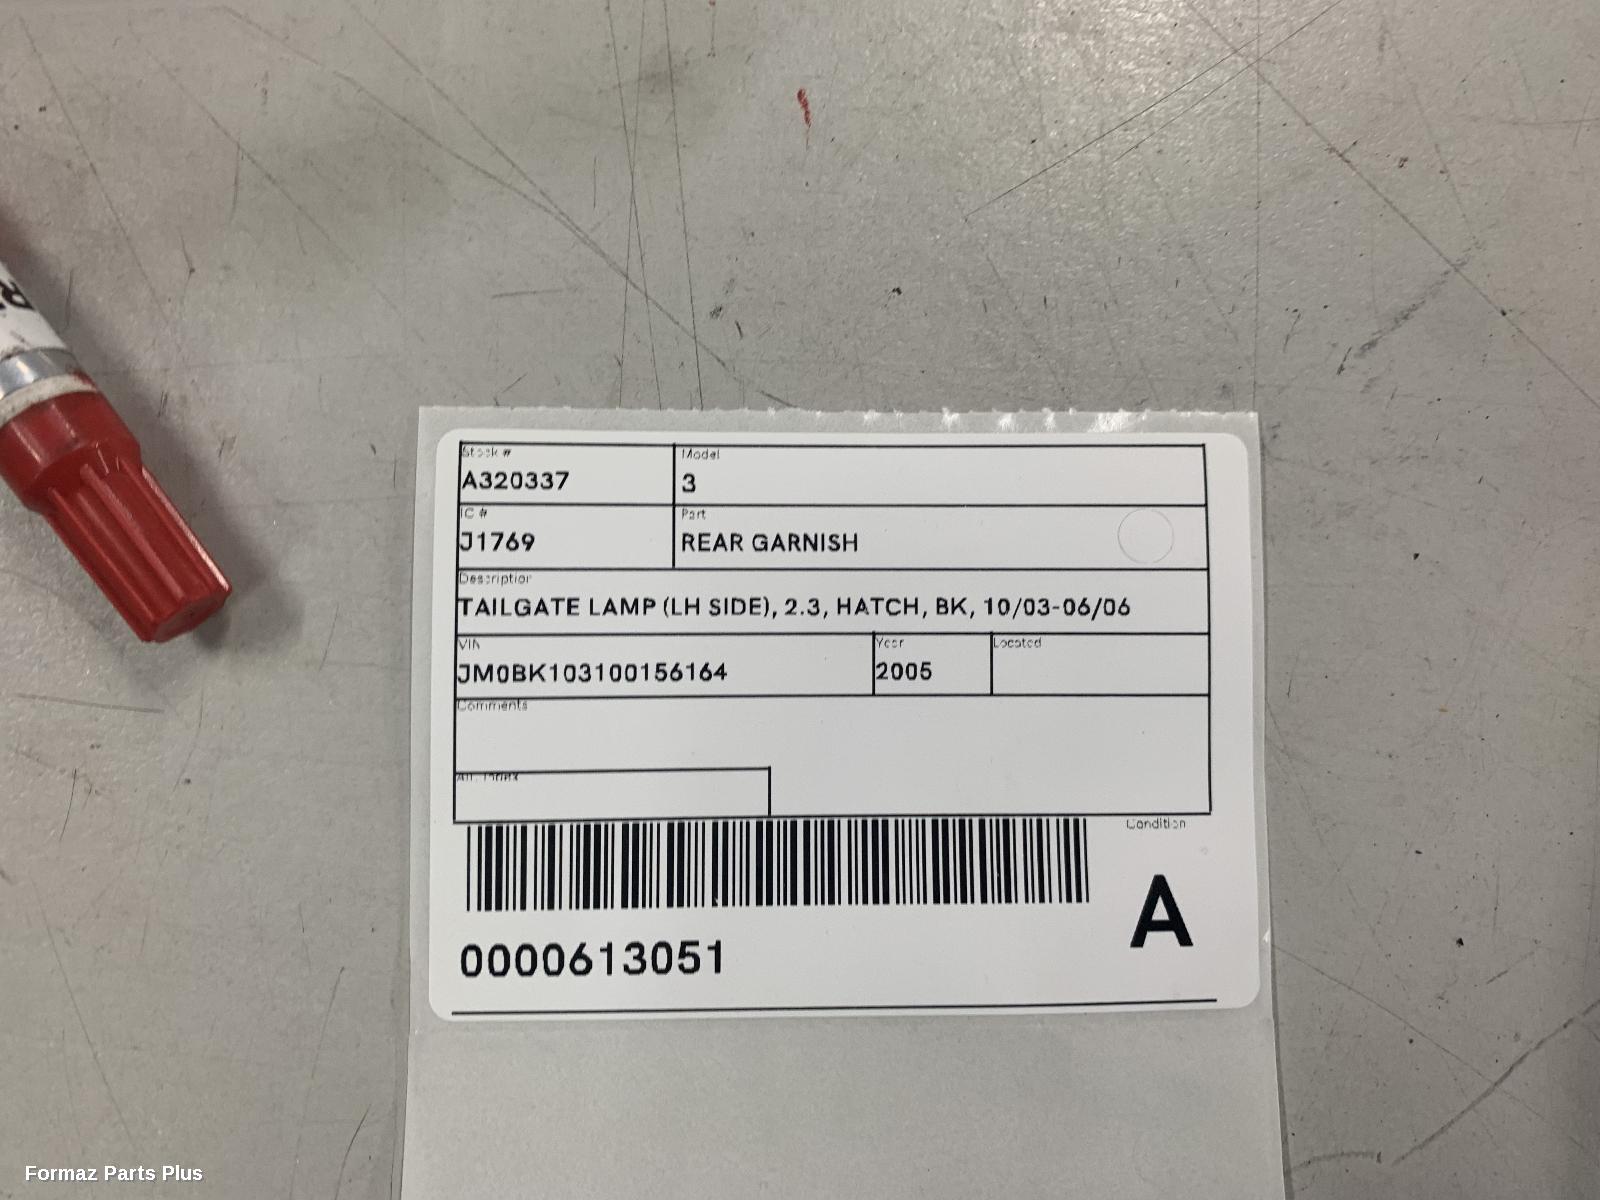 Stock #
A320337
Model
3
IC #
J1769
Part
REAR GARNISH
Description
TAILGATE LAMP (LH SIDE), 2.3, HATCH, BK, 10/03-06/06
VIN
JM0BK103100156164
Year
2005
Located
Comments
Condition
A
0000613051
Formaz Parts Plus